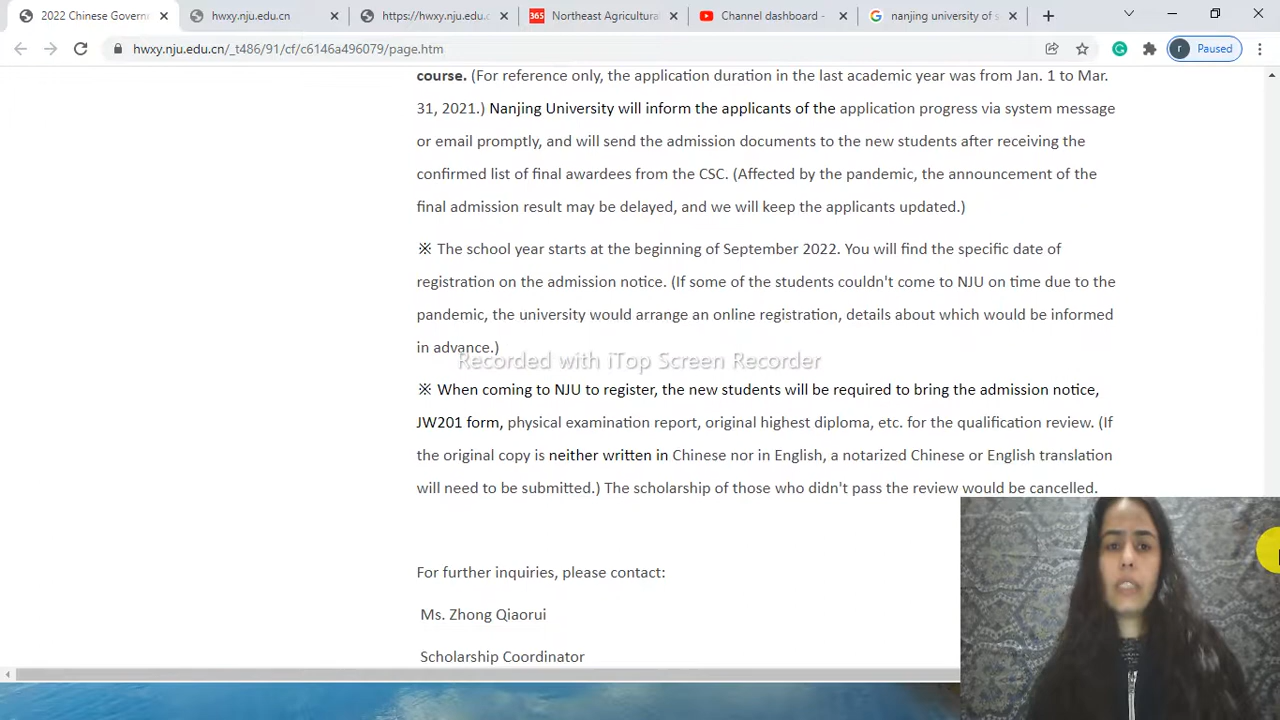 2022 Chinese Govern
hwxy.nju.edu.cn
https://hwxy.nju.edu.c
365
Northeast Agricultura
Channel dashboard -
nanjing university of s
hwxy.nju.edu.cn/_t486/91/cf/c6146a496079/page.htm
r Paused
course. (For reference only, the application duration in the last academic year was from Jan. 1 to Mar.
31, 2021.) Nanjing University will inform the applicants of the application progress via system message
or email promptly, and will send the admission documents to the new students after receiving the
confirmed list of final awardees from the CSC. (Affected by the pandemic, the announcement of the
final admission result may be delayed, and we will keep the applicants updated.)
※ The school year starts at the beginning of September 2022. You will find the specific date of
registration on the admission notice. (If some of the students couldn't come to NJU on time due to the
pandemic, the university would arrange an online registration, details about which would be informed
in advance.)
Recorded with iTop Screen Recorder
※ When coming to NJU to register, the new students will be required to bring the admission notice,
JW201 form, physical examination report, original highest diploma, etc. for the qualification review. (If
the original copy is neither written in Chinese nor in English, a notarized Chinese or English translation
will need to be submitted.) The scholarship of those who didn't pass the review would be cancelled.
For further inquiries, please contact:
Ms. Zhong Qiaorui
Scholarship Coordinator